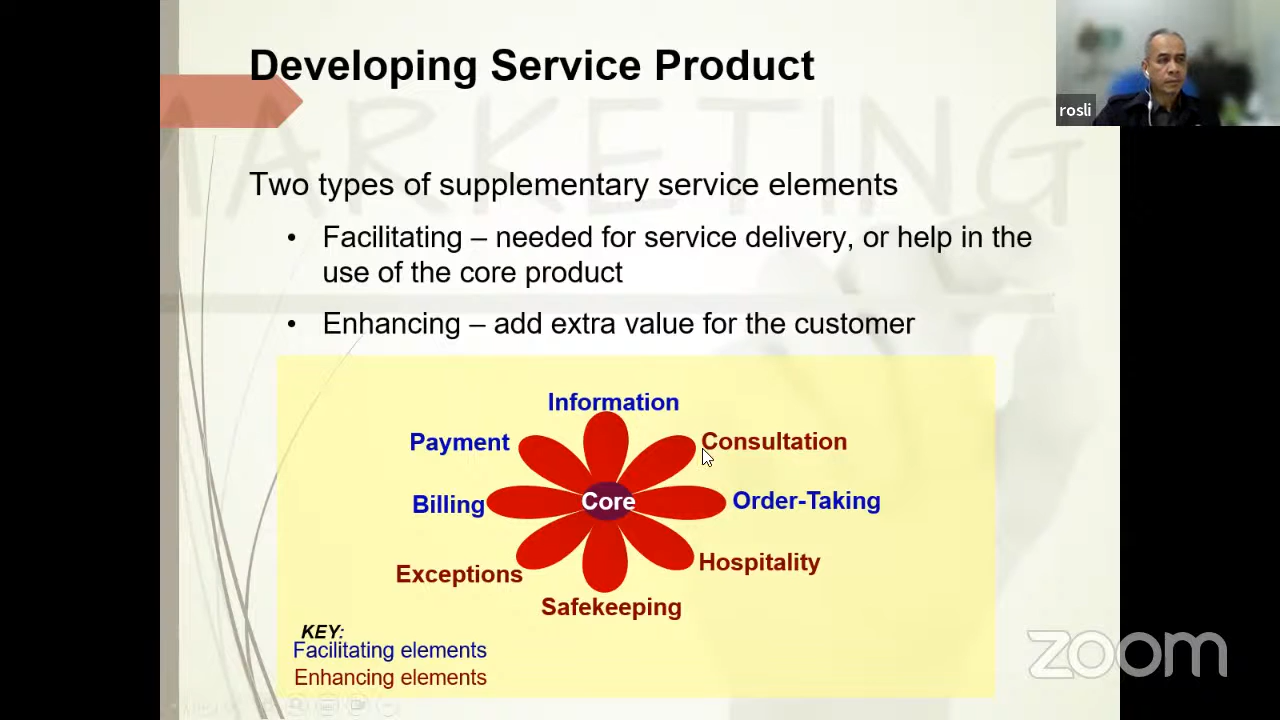 Developing Service Product
rosli
MARKETING
Two types of supplementary service elements
• Facilitating – needed for service delivery, or help in the
use of the core product
• Enhancing – add extra value for the customer
Information
Payment
Consultation
Billing
Core
Order-Taking
Exceptions
Hospitality
Safekeeping
KEY:
Facilitating elements
Enhancing elements
zoom